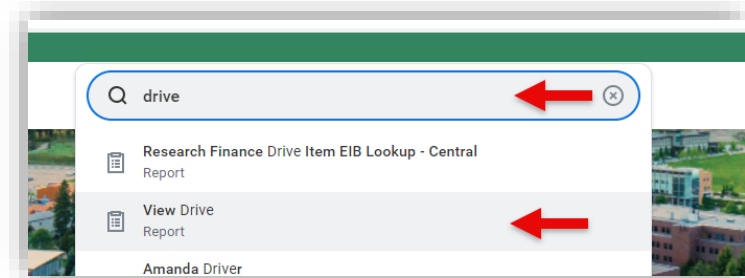 drive
Research Finance Drive Item EIB Lookup - Central
Report
View Drive
Report
Amanda Driver